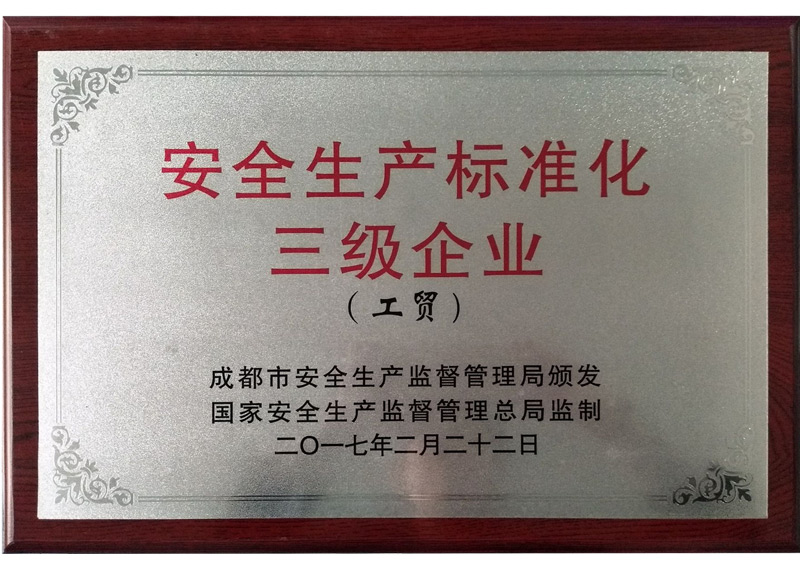 安全生产标准化
三级企业
（工贸）
成都市安全生产监督管理局颁发
国家安全生产监督管理总局监制
二〇一七年二月二十二日